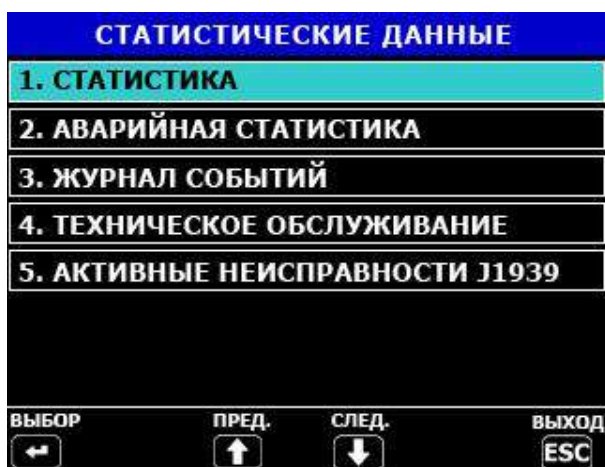 СТАТИСТИЧЕСКИЕ ДАННЫЕ
1. СТАТИСТИКА
2. АВАРИЙНАЯ СТАТИСТИКА
3. ЖУРНАЛ СОБЫТИЙ
4. ТЕХНИЧЕСКОЕ ОБСЛУЖИВАНИЕ
5. АКТИВНЫЕ НЕИСПРАВНОСТИ J1939
ВЫБОР ПРЕД. СЛЕД. ВЫХОД
ESC